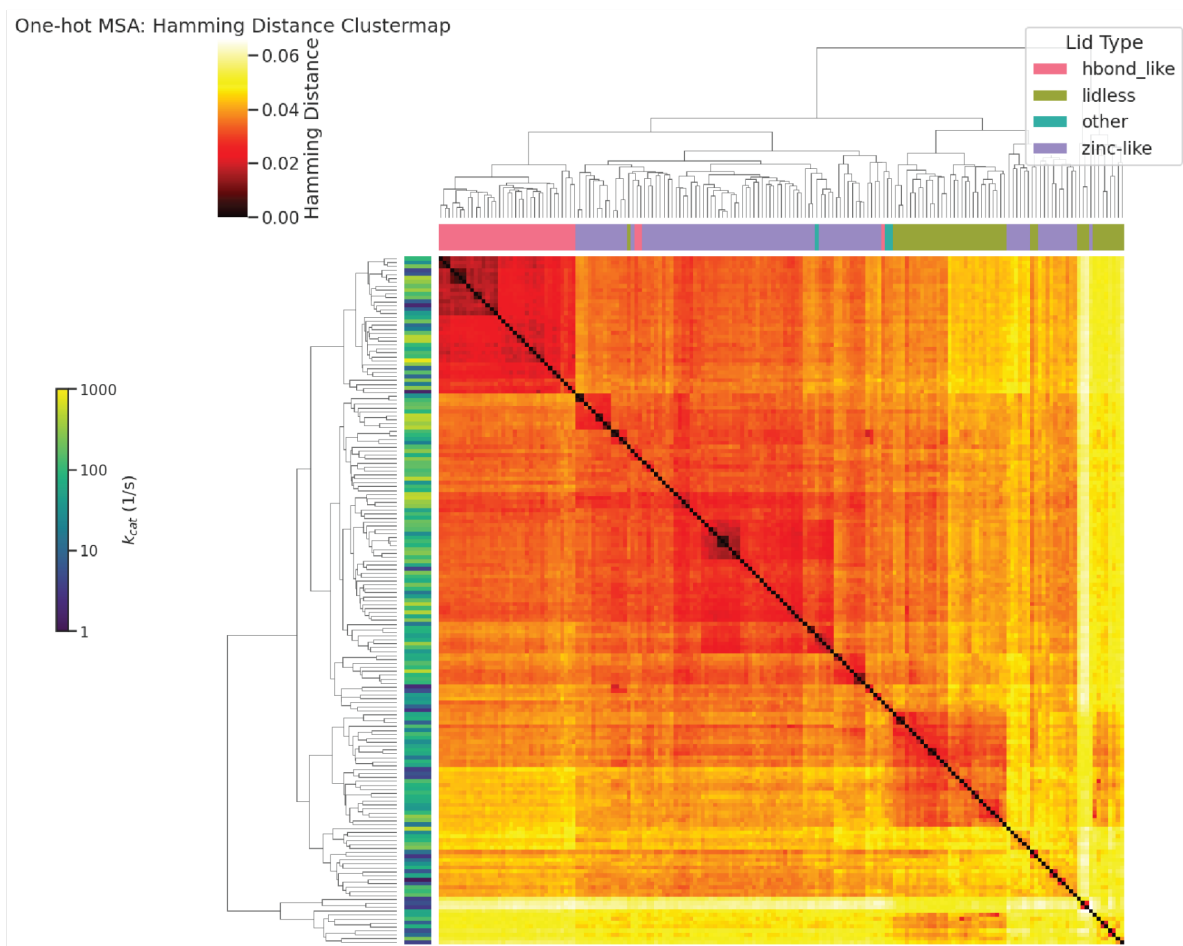 One-hot MSA: Hamming Distance Clustermap
0.06
0.04
0.02
0.00
Hamming Distance
Lid Type
hbond_like
lidless
other
zinc-like
1000
100
10
1
k_cat (1/s)